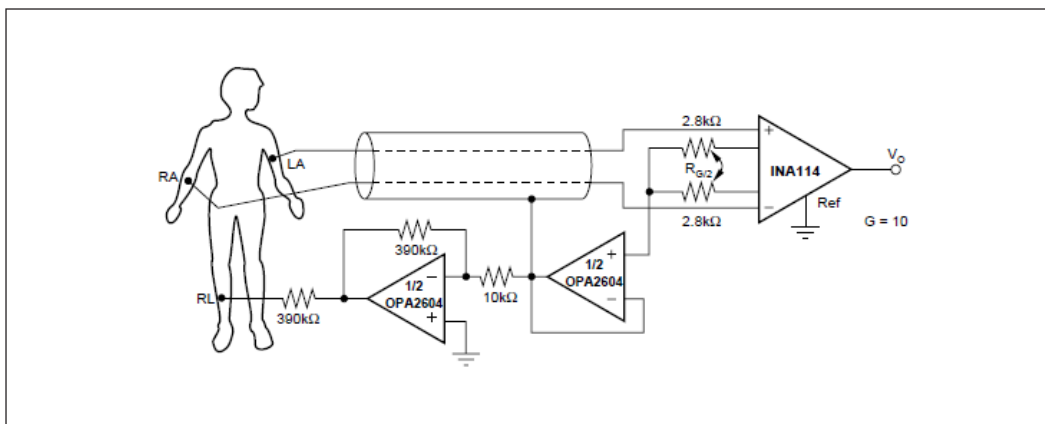 2.8kΩ
+
LA
RA
R_G/2
INA114
V_O
−
Ref
2.8kΩ
G = 10
390kΩ
+
1/2
OPA2604
−
−
1/2
OPA2604
+
10kΩ
RL
390kΩ